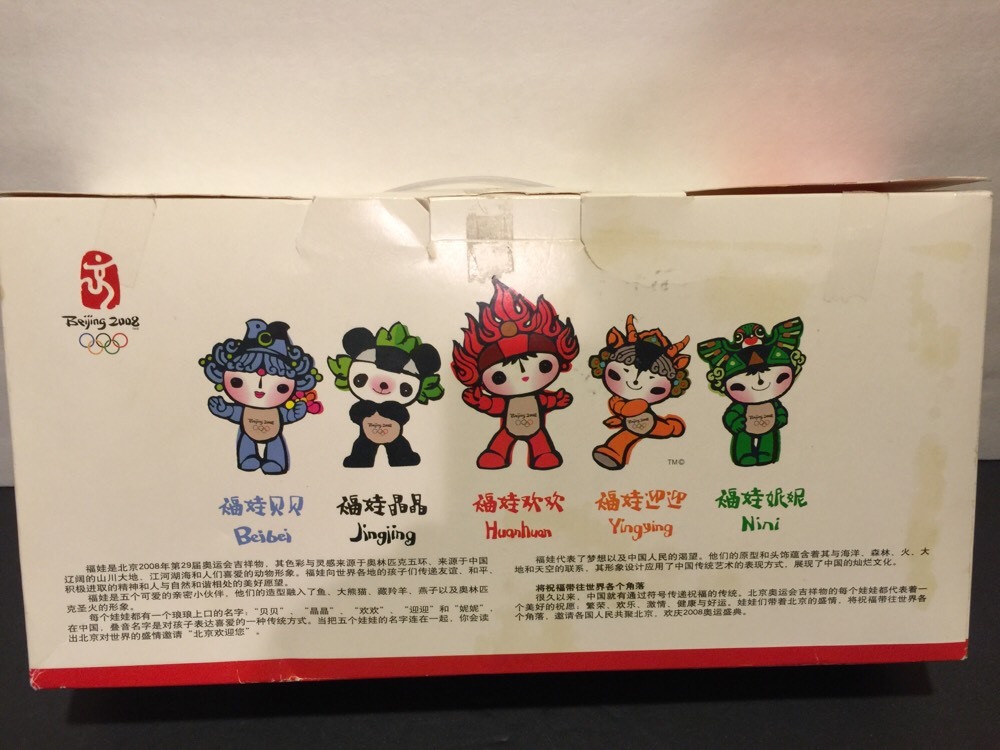 Beijing 2008
Beijing 2008
Beijing 2008
Beijing 2008
Beijing 2008
Beijing 2008
TM©
福娃贝贝 福娃晶晶 福娃欢欢 福娃迎迎 福娃妮妮
Beibei Jingjing Huanhuan Yingying Nini
福娃是北京2008年第29届奥运会吉祥物，其色彩与灵感来源于奥林匹克五环、来源于中国
辽阔的山川大地、江河湖海和人们喜爱的动物形象。福娃向世界各地的孩子们传递友谊、和平、
积极进取的精神和人与自然和谐相处的美好愿望。
福娃是五个可爱的亲密小伙伴，他们的造型融入了鱼、大熊猫、藏羚羊、燕子以及奥林匹
克圣火的形象。
每个娃娃都有一个琅琅上口的名字：“贝贝”、“晶晶”、“欢欢”、“迎迎”和“妮妮”，
在中国，叠音名字是对孩子表达喜爱的一种传统方式。当把五个娃娃的名字连在一起，你会读
出北京对世界的盛情邀请“北京欢迎您”。
福娃代表了梦想以及中国人民的渴望。他们的原型和头饰蕴含着其与海洋、森林、火、大
地和天空的联系，其形象设计应用了中国传统艺术的表现方式，展现了中国的灿烂文化。
将祝福带往世界各个角落
很久以来，中国就有通过符号传递祝福的传统。北京奥运会吉祥物的每个娃娃都代表着一
个美好的祝愿：繁荣、欢乐、激情、健康与好运。娃娃们带着北京的盛情，将祝福带往世界各
个角落，邀请各国人民共聚北京，欢庆2008奥运盛典。